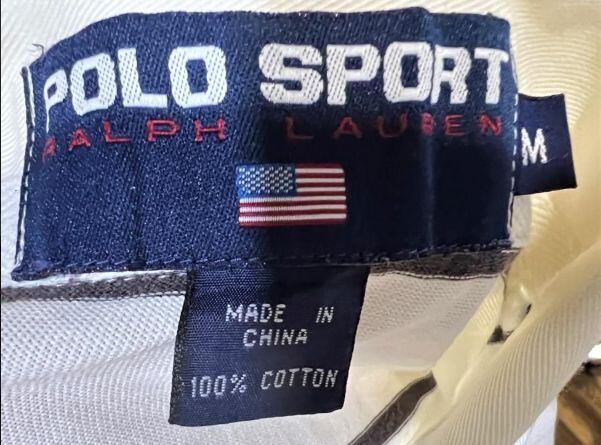 POLO SPORT
RALPH LAUREN
M
MADE IN
CHINA
100% COTTON